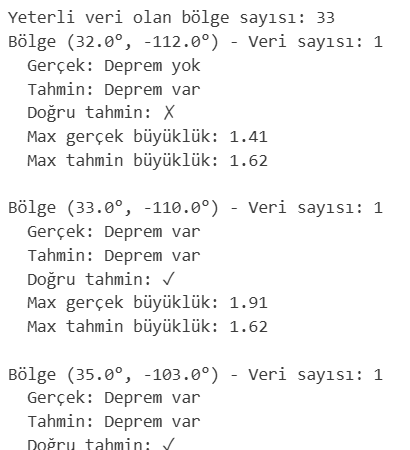 Yeterli veri olan bölge sayısı: 33
Bölge (32.0°, -112.0°) - Veri sayısı: 1
Gerçek: Deprem yok
Tahmin: Deprem var
Doğru tahmin: ✗
Max gerçek büyüklük: 1.41
Max tahmin büyüklük: 1.62
Bölge (33.0°, -110.0°) - Veri sayısı: 1
Gerçek: Deprem var
Tahmin: Deprem var
Doğru tahmin: ✓
Max gerçek büyüklük: 1.91
Max tahmin büyüklük: 1.62
Bölge (35.0°, -103.0°) - Veri sayısı: 1
Gerçek: Deprem var
Tahmin: Deprem var
Doğru tahmin: ✓